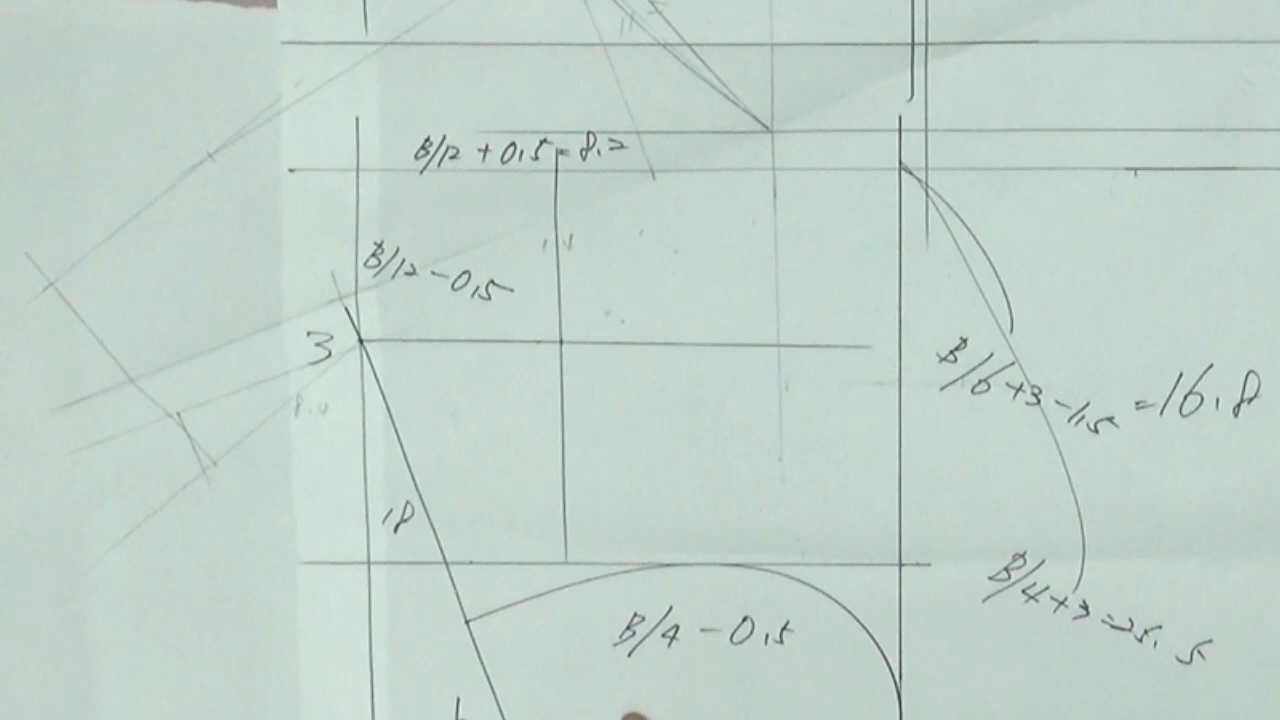 B/12 + 0.5 = 8.2
B/12 - 0.5
3
B/6 + 3 - 1.5 = 16.8
18
B/4 + 3 = 25.5
B/4 - 0.5